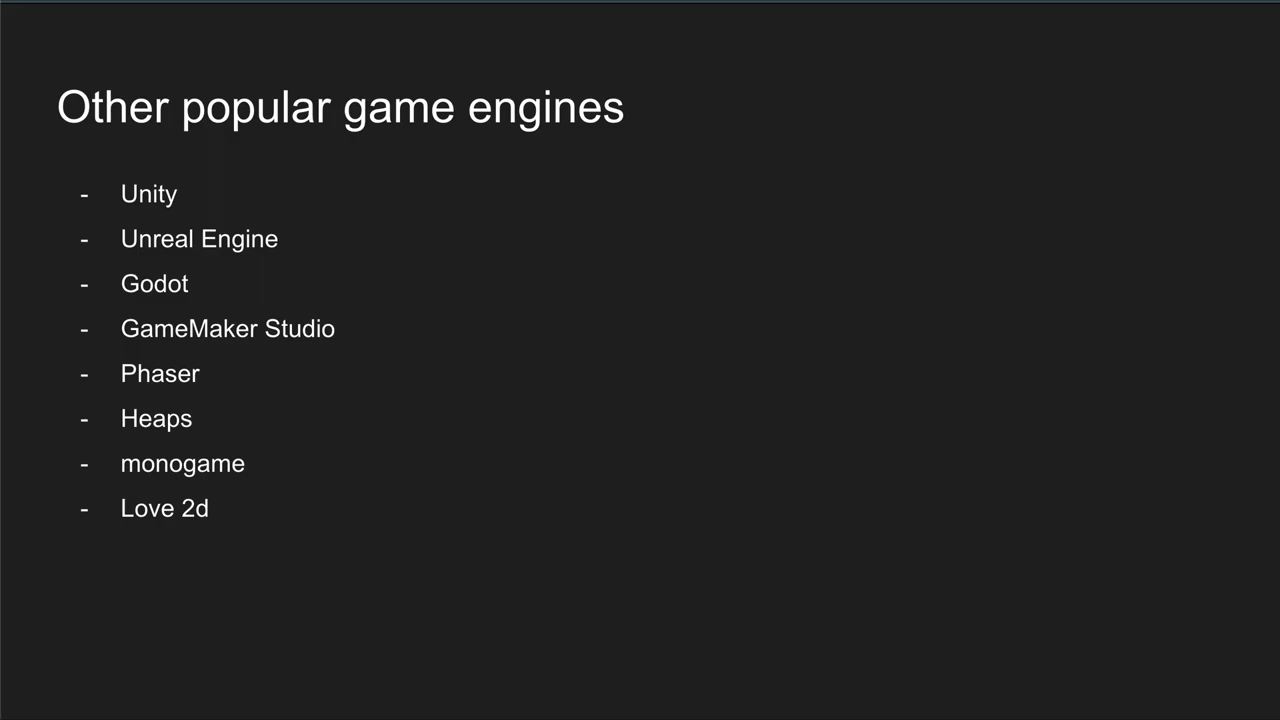 Other popular game engines
- Unity
- Unreal Engine
- Godot
- GameMaker Studio
- Phaser
- Heaps
- monogame
- Love 2d